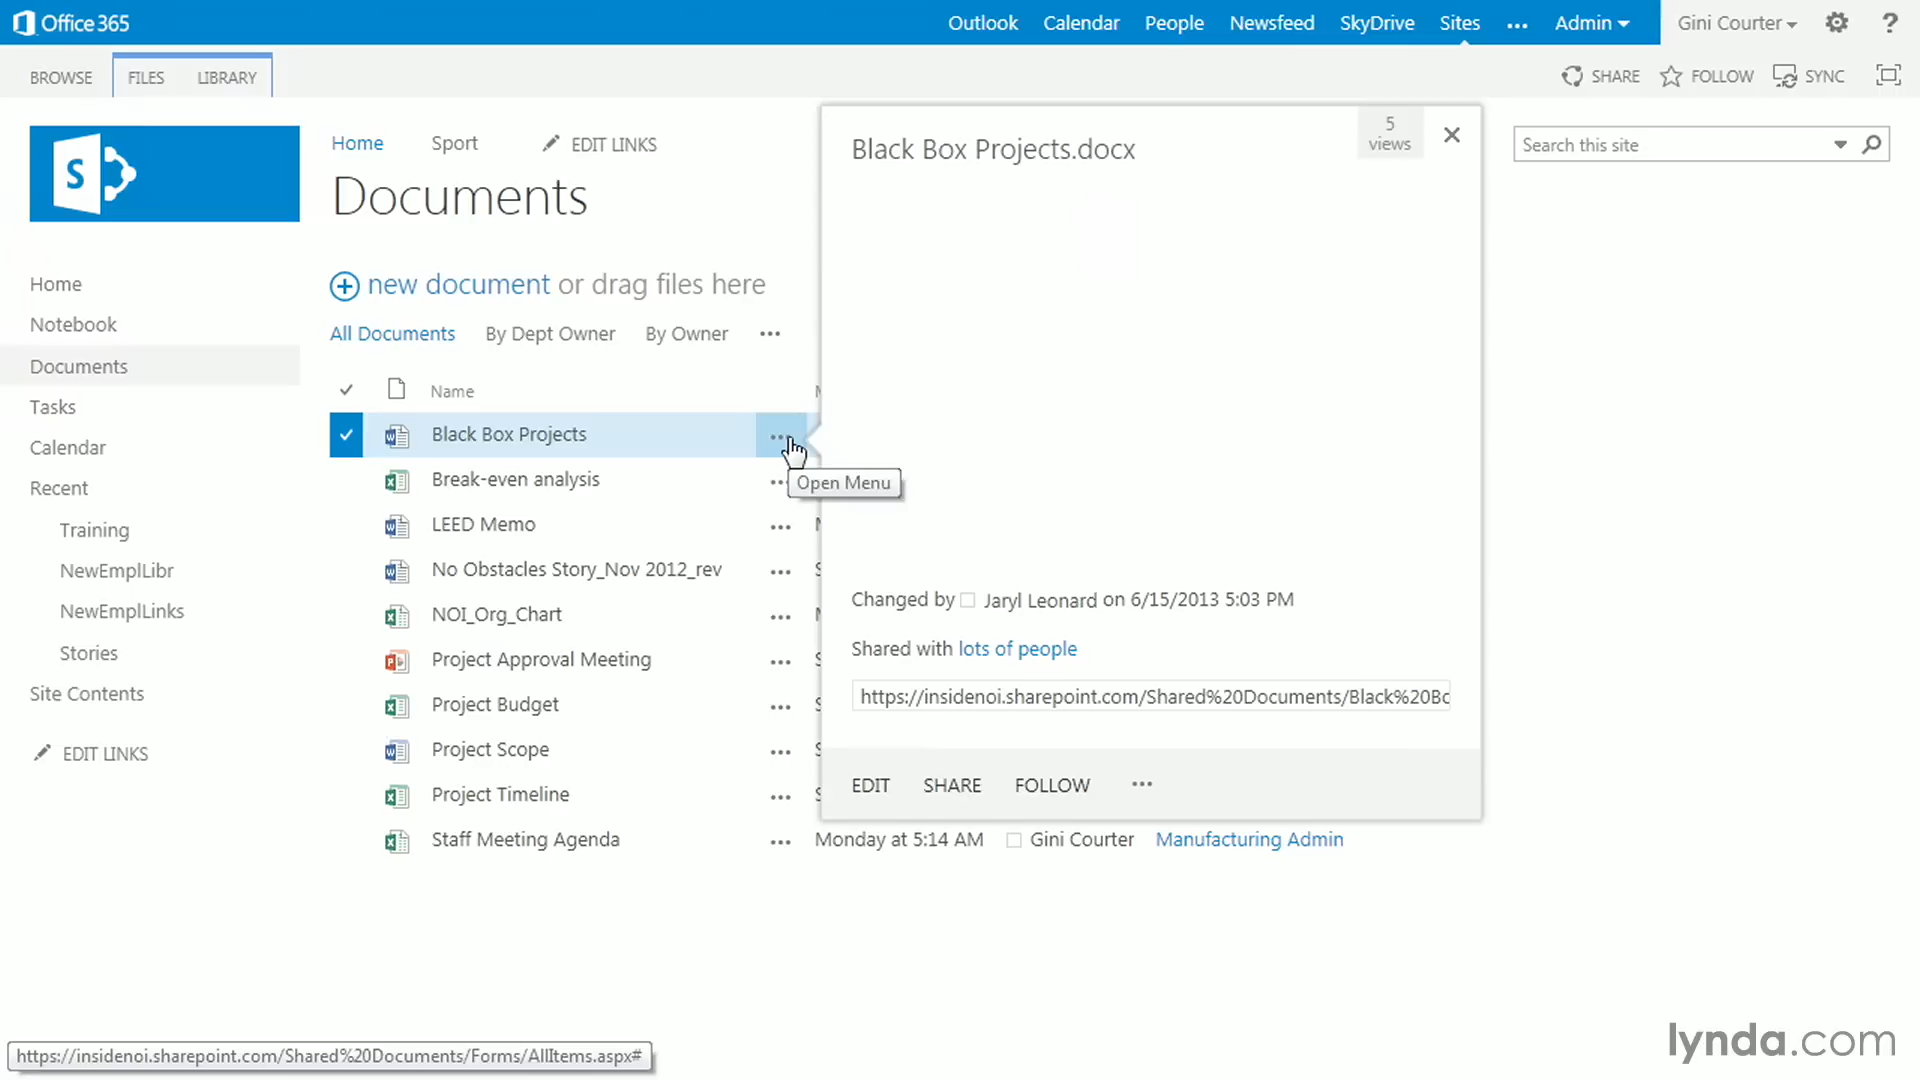 Office 365
Outlook Calendar People Newsfeed SkyDrive Sites ... Admin Gini Courter ?
BROWSE FILES LIBRARY SHARE FOLLOW SYNC
S
Home Sport EDIT LINKS
Documents
Black Box Projects.docx
5
views
Search this site
new document or drag files here
All Documents By Dept Owner By Owner ...
Home
Notebook
Documents
Tasks
Calendar
Recent
Training
NewEmplLibr
NewEmplLinks
Stories
Site Contents
EDIT LINKS
Name
Black Box Projects ...
Open Menu
Break-even analysis
LEED Memo ...
No Obstacles Story_Nov 2012_rev ...
NOI_Org_Chart ...
Project Approval Meeting ...
Project Budget ...
Project Scope ...
Project Timeline ...
Staff Meeting Agenda ... Monday at 5:14 AM Gini Courter Manufacturing Admin
Changed by Jaryl Leonard on 6/15/2013 5:03 PM
Shared with lots of people
https://insidenoi.sharepoint.com/Shared%20Documents/Black%20Bo
EDIT SHARE FOLLOW ...
https://insidenoi.sharepoint.com/Shared%20Documents/Forms/AllItems.aspx#
lynda.com